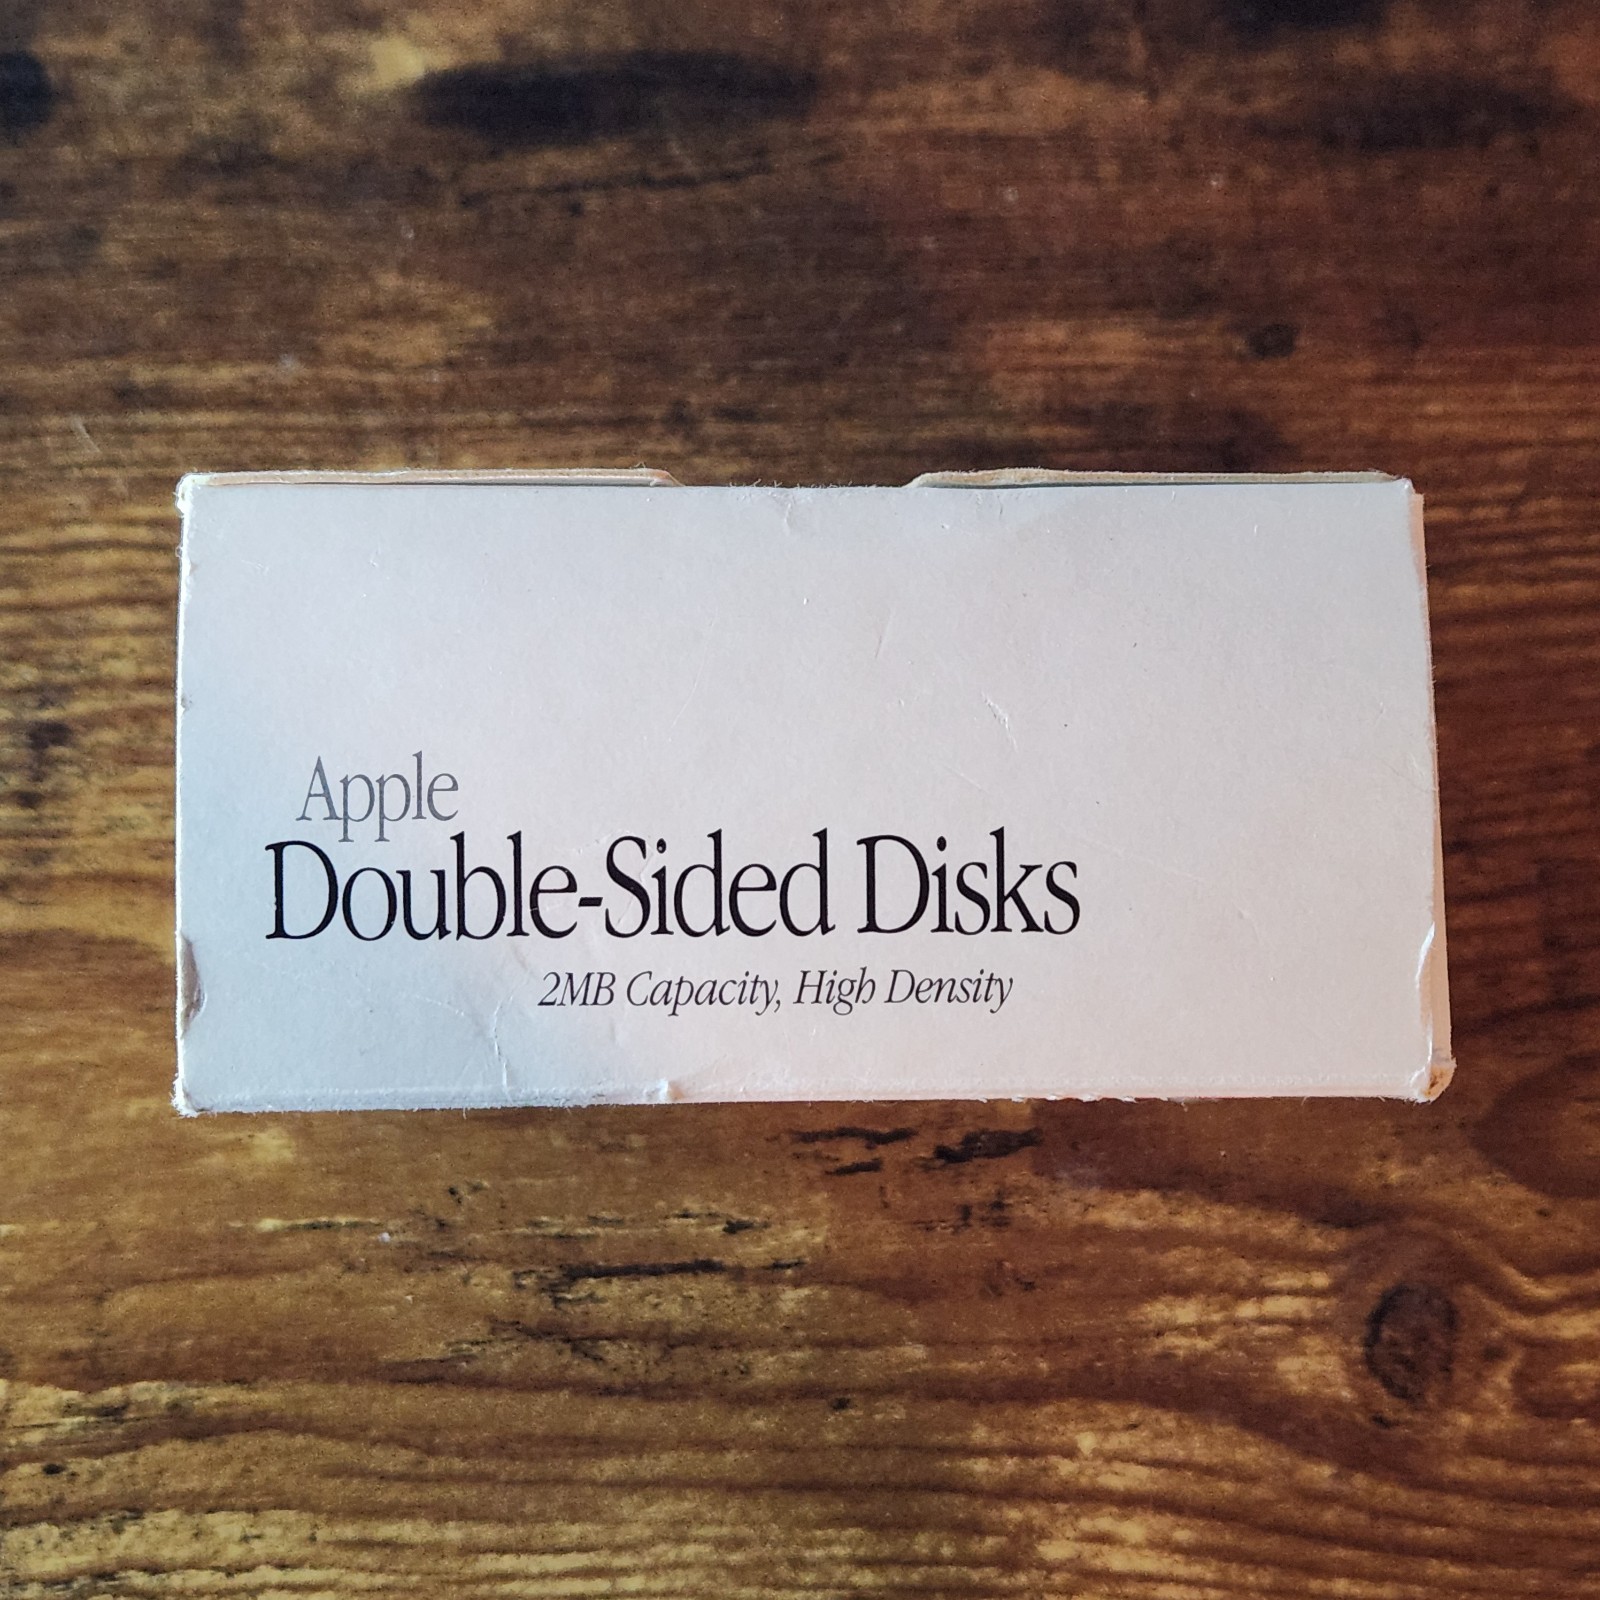 Apple
Double-Sided Disks
2MB Capacity, High Density